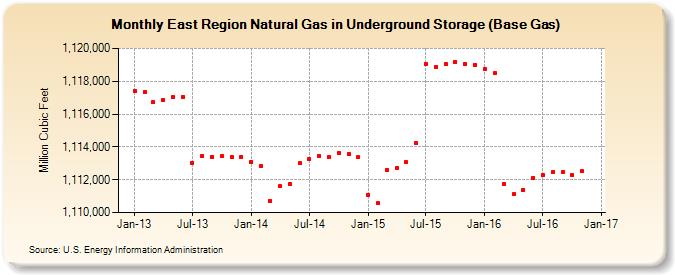 Monthly East Region Natural Gas in Underground Storage (Base Gas)
Million Cubic Feet
1,120,000
1,118,000
1,116,000
1,114,000
1,112,000
1,110,000
Jan-13 Jul-13 Jan-14 Jul-14 Jan-15 Jul-15 Jan-16 Jul-16 Jan-17
Source: U.S. Energy Information Administration